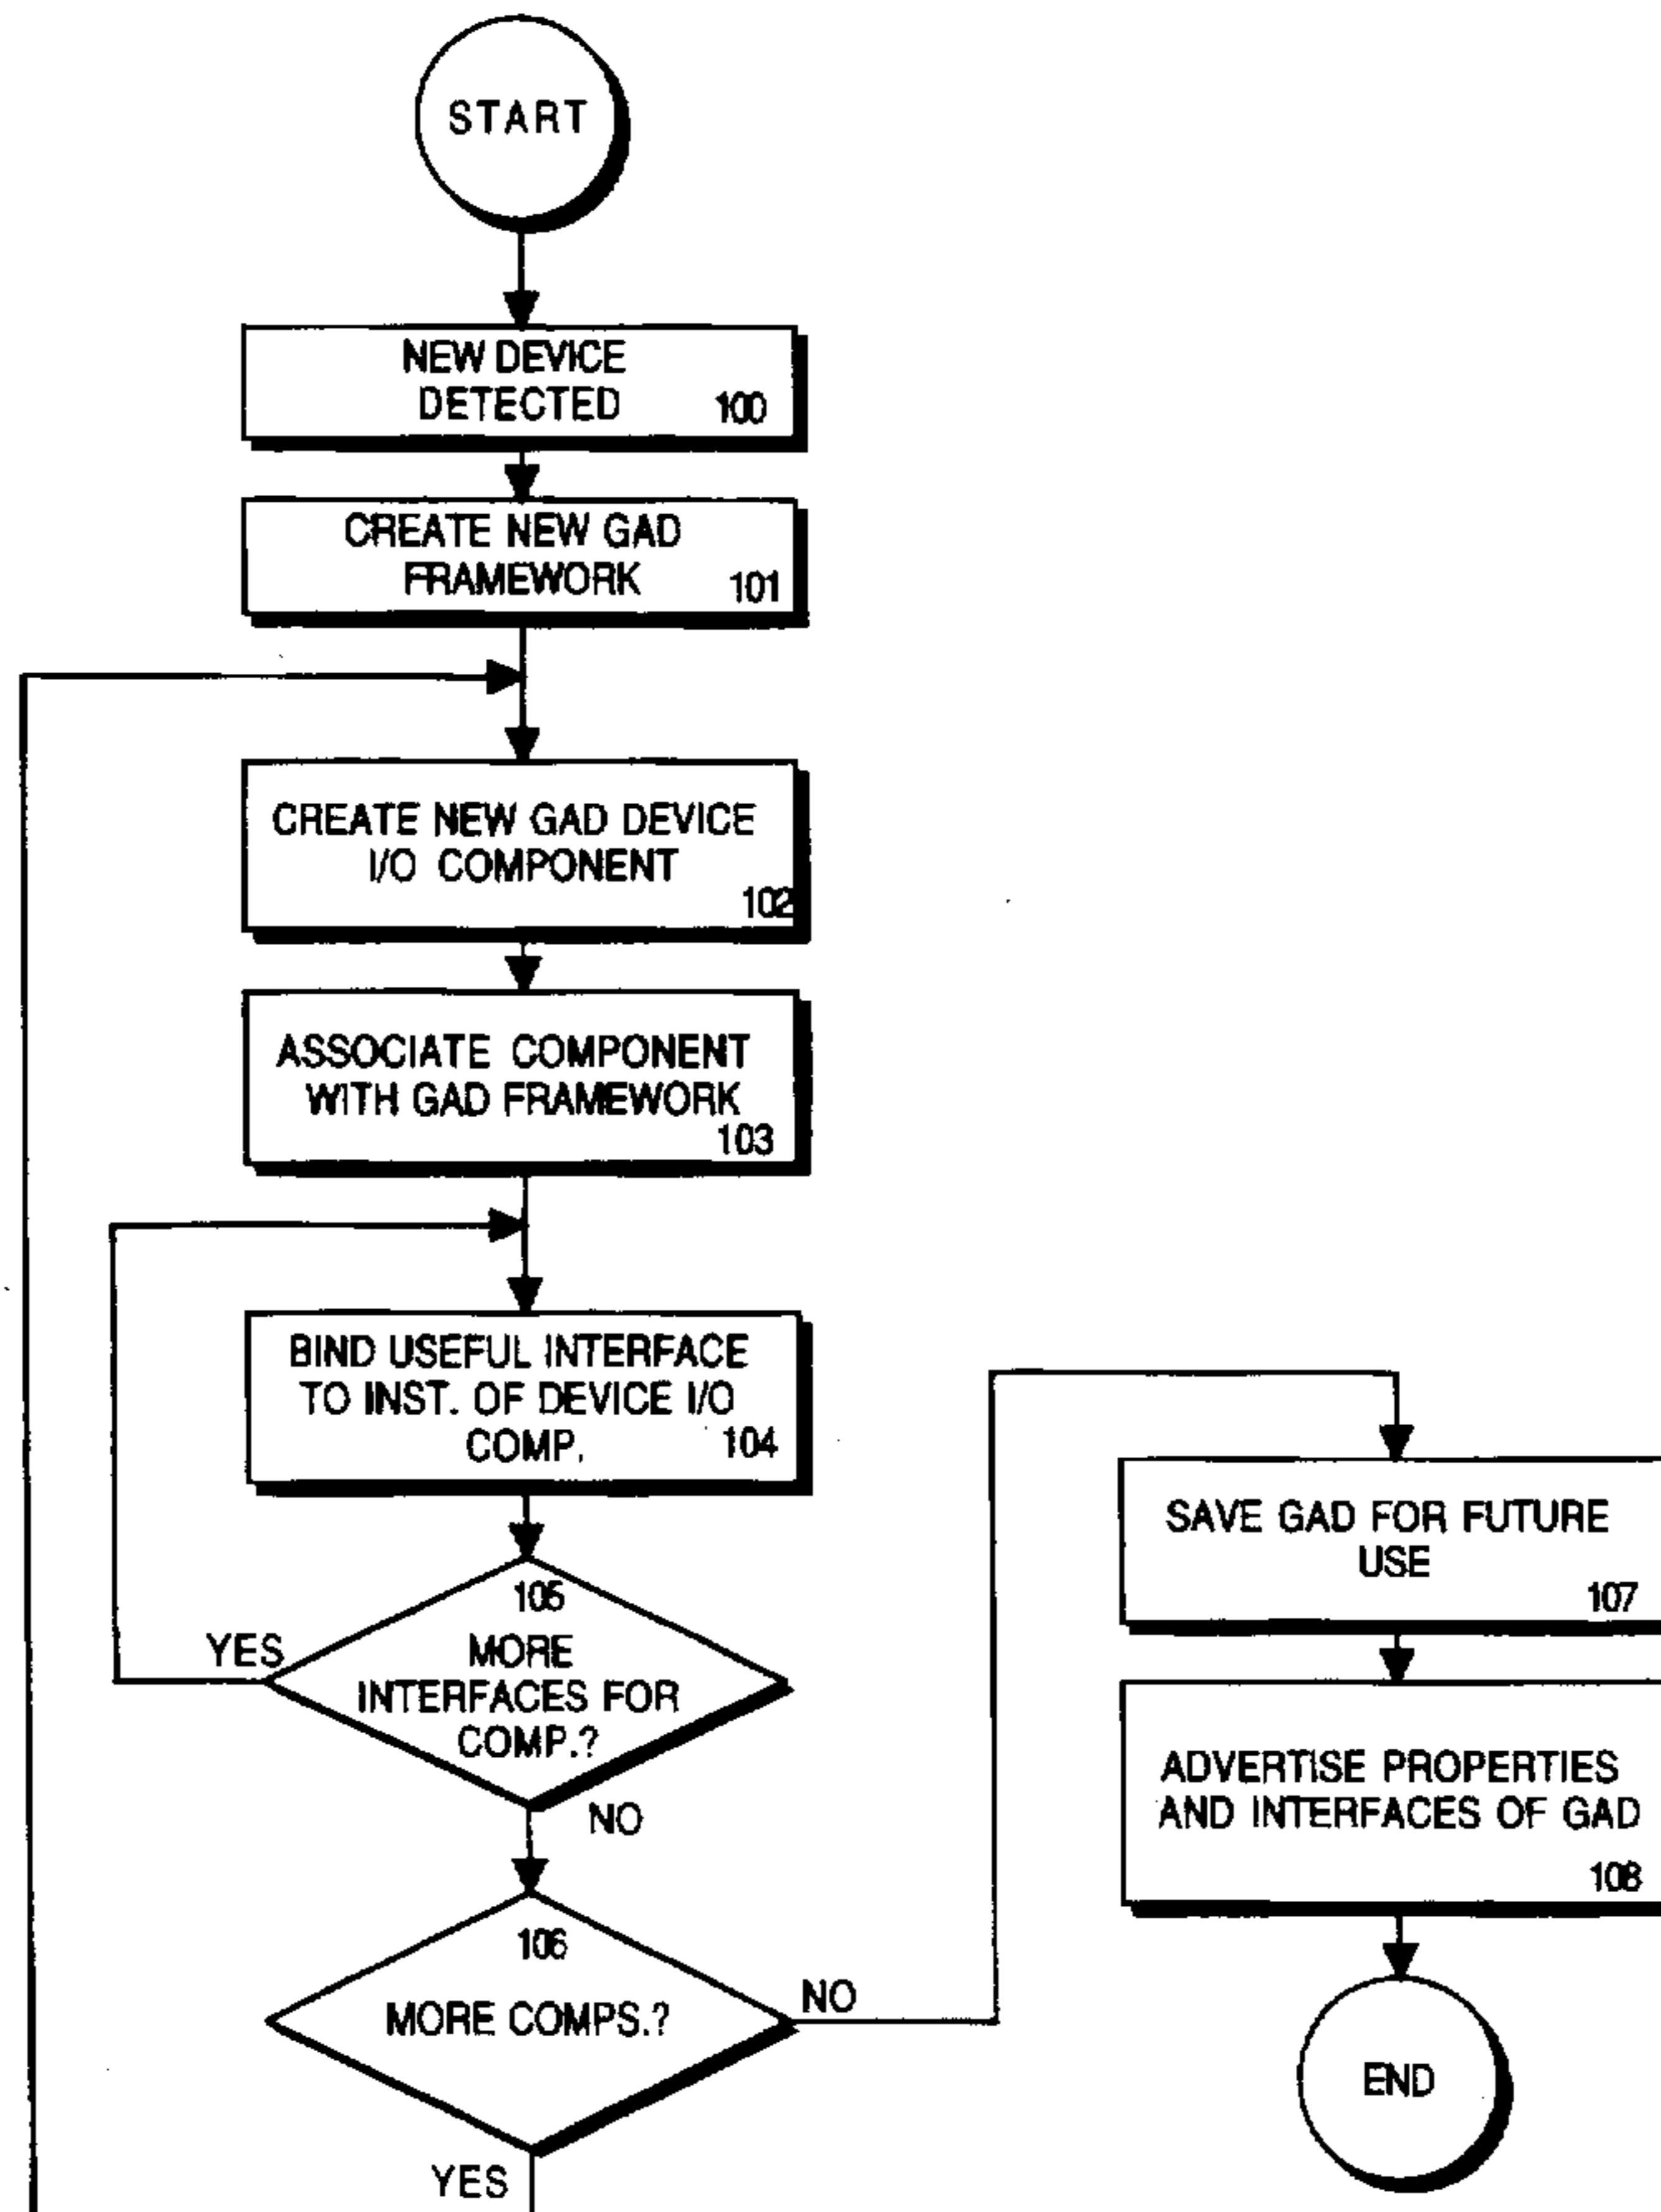 START
NEW DEVICE
DETECTED 100
CREATE NEW GAD
FRAMEWORK 101
CREATE NEW GAD DEVICE
I/O COMPONENT
102
ASSOCIATE COMPONENT
WITH GAD FRAMEWORK
103
BIND USEFUL INTERFACE
TO INST. OF DEVICE I/O
COMP. 104
105
YES
MORE
INTERFACES FOR
COMP.?
NO
106
MORE COMPS.?
NO
YES
SAVE GAD FOR FUTURE
USE
107
ADVERTISE PROPERTIES
AND INTERFACES OF GAD
108
END